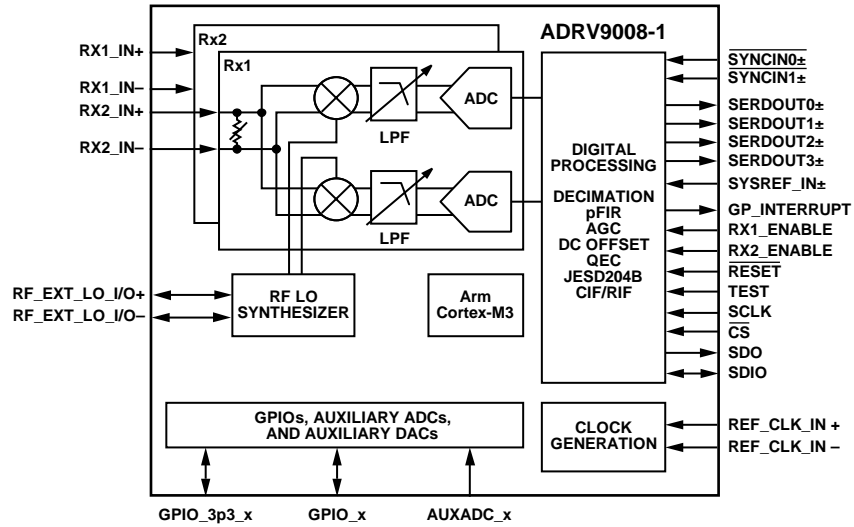 ADRV9008-1
Rx2
Rx1
RX1_IN+
RX1_IN–
RX2_IN+
RX2_IN–
LPF
ADC
LPF
ADC
RF_EXT_LO_I/O+
RF_EXT_LO_I/O–
RF LO
SYNTHESIZER
Arm
Cortex-M3
DIGITAL
PROCESSING
DECIMATION
pFIR
AGC
DC OFFSET
QEC
JESD204B
CIF/RIF
SYNCIN0±
SYNCIN1±
SERDOUT0±
SERDOUT1±
SERDOUT2±
SERDOUT3±
SYSREF_IN±
GP_INTERRUPT
RX1_ENABLE
RX2_ENABLE
RESET
TEST
SCLK
CS
SDO
SDIO
GPIOs, AUXILIARY ADCs,
AND AUXILIARY DACs
CLOCK
GENERATION
REF_CLK_IN +
REF_CLK_IN –
GPIO_3p3_x
GPIO_x
AUXADC_x